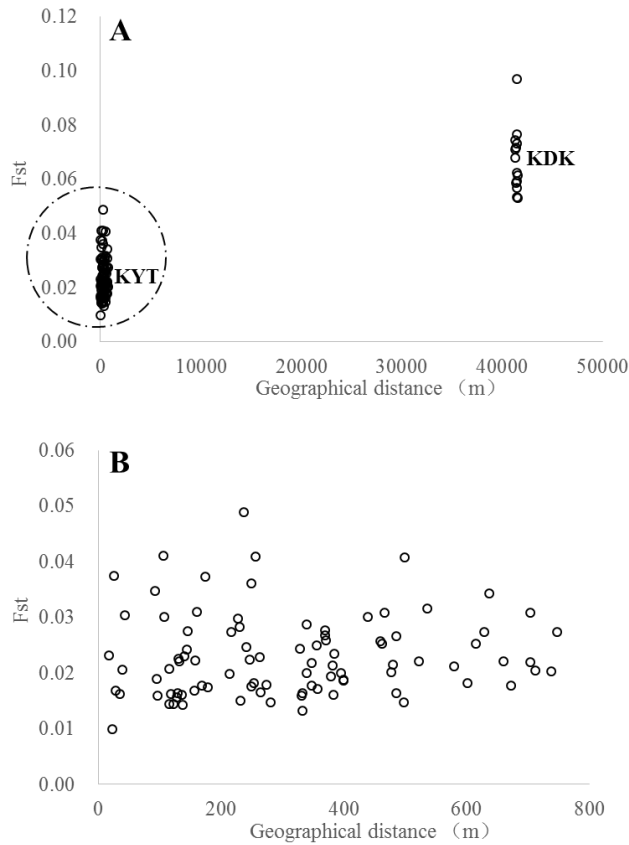 A
0.12
0.10
0.08
0.06
0.04
0.02
0.00
Fst
KDK
KYT
0 10000 20000 30000 40000 50000
Geographical distance （m）
B
0.06
0.05
0.04
0.03
0.02
0.01
0.00
Fst
0 200 400 600 800
Geographical distance （m）